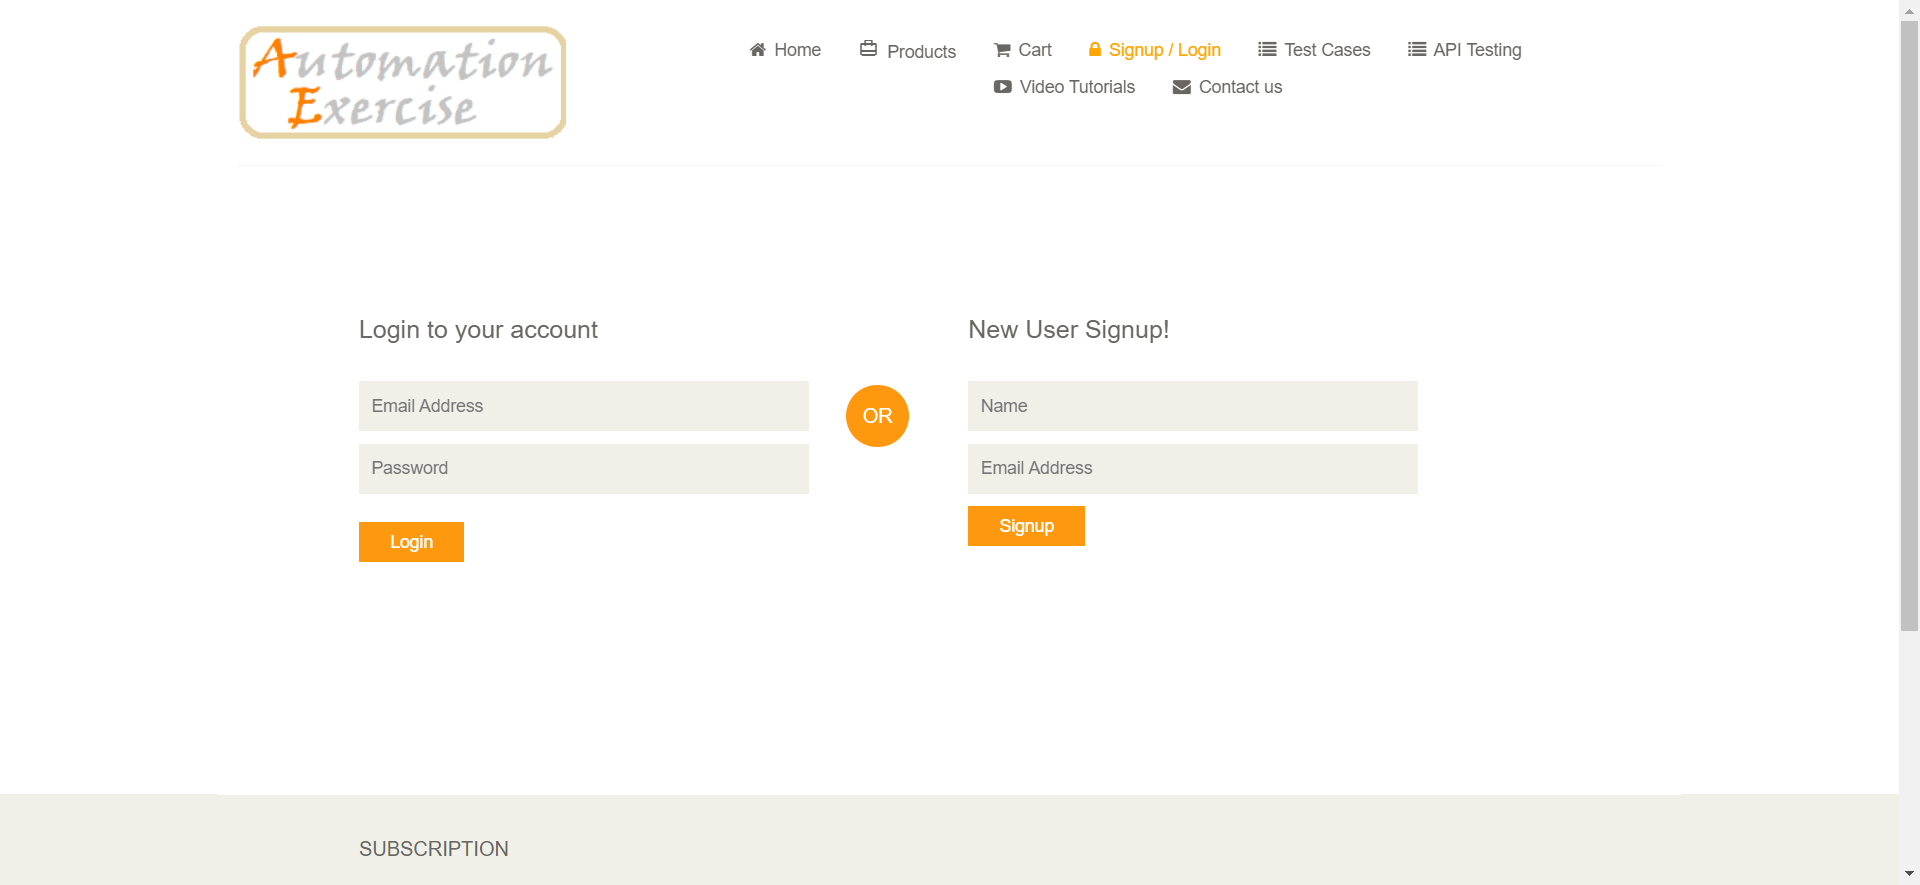 Automation
Exercise
Home Products Cart Signup / Login Test Cases API Testing
Video Tutorials Contact us
Login to your account
Email Address
Password
Login
OR
New User Signup!
Name
Email Address
Signup
SUBSCRIPTION